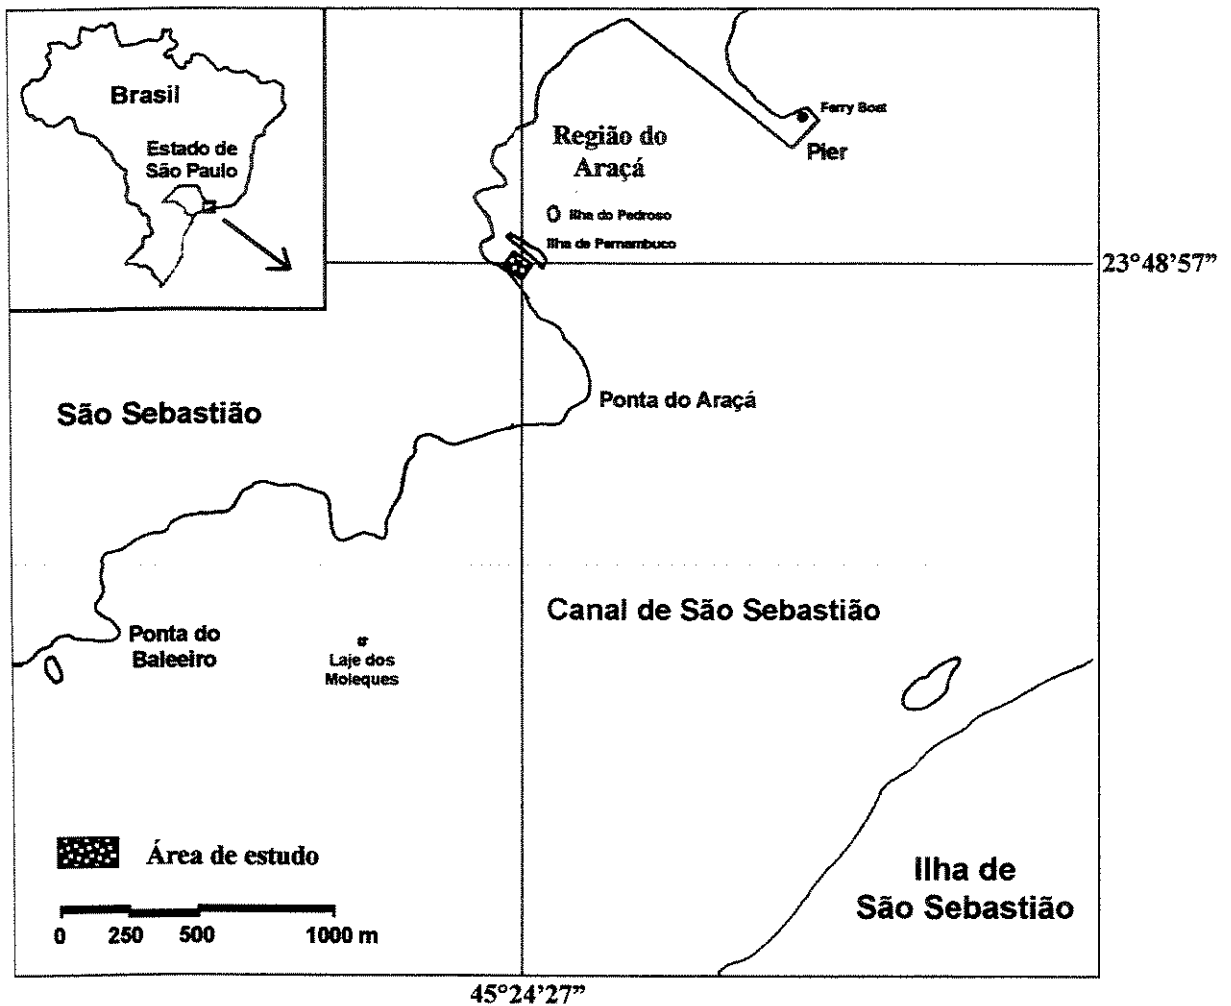 Brasil
Estado de
São Paulo
Ferry Boat
Pier
Região do
Araçá
Ilha do Pedroso
Ilha de Pernambuco
23°48'57”
Ponta do Araçá
São Sebastião
Canal de São Sebastião
Ponta do
Baleeiro
Laje dos
Moleques
Área de estudo
Ilha de
São Sebastião
0 250 500 1000 m
45°24'27”